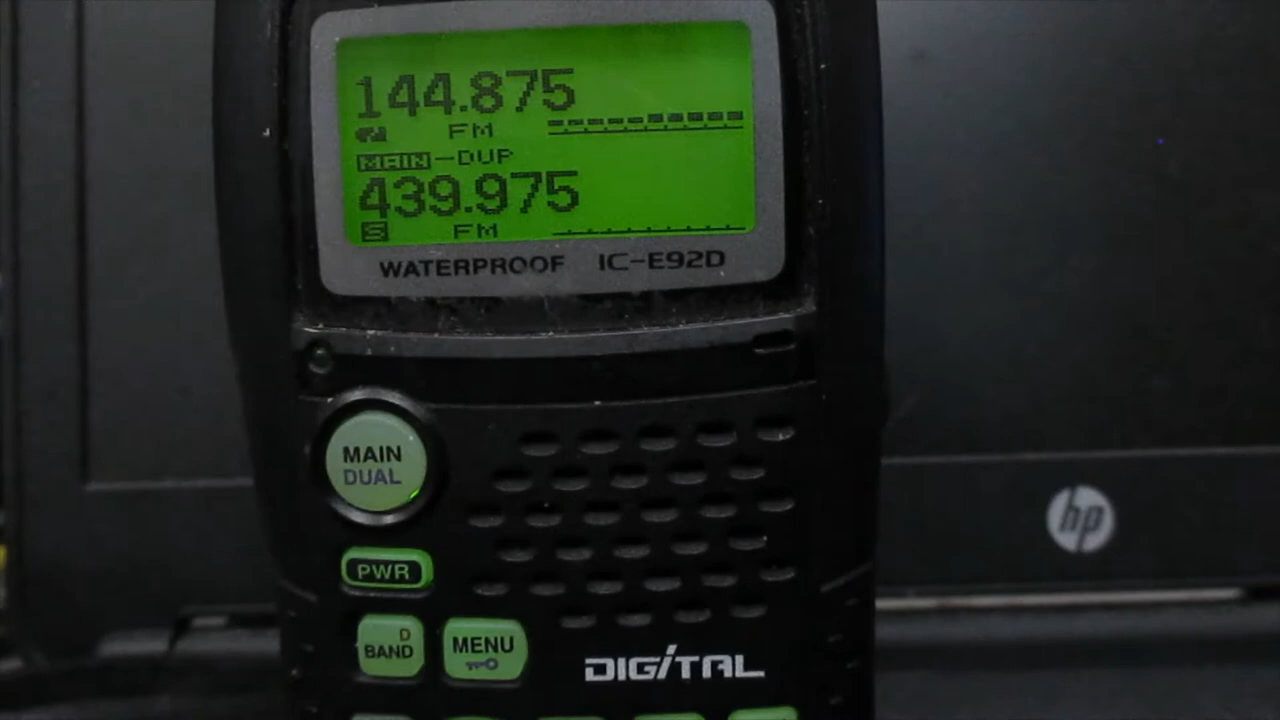 144.875
FM
MAIN -DUP
439.975
S FM
WATERPROOF IC-E92D
MAIN
DUAL
PWR
D
BAND
MENU
DIGITAL
hp